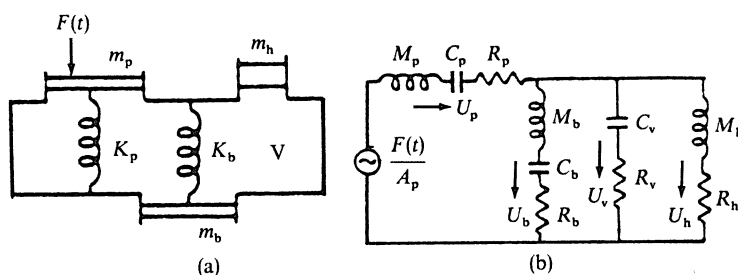 F(t)
m_p
m_h
K_p
K_b
V
m_b
(a)
M_p
C_p
R_p
U_p
F(t)
A_p
M_b
C_b
R_b
U_b
C_v
R_v
U_v
R_h
U_h
(b)